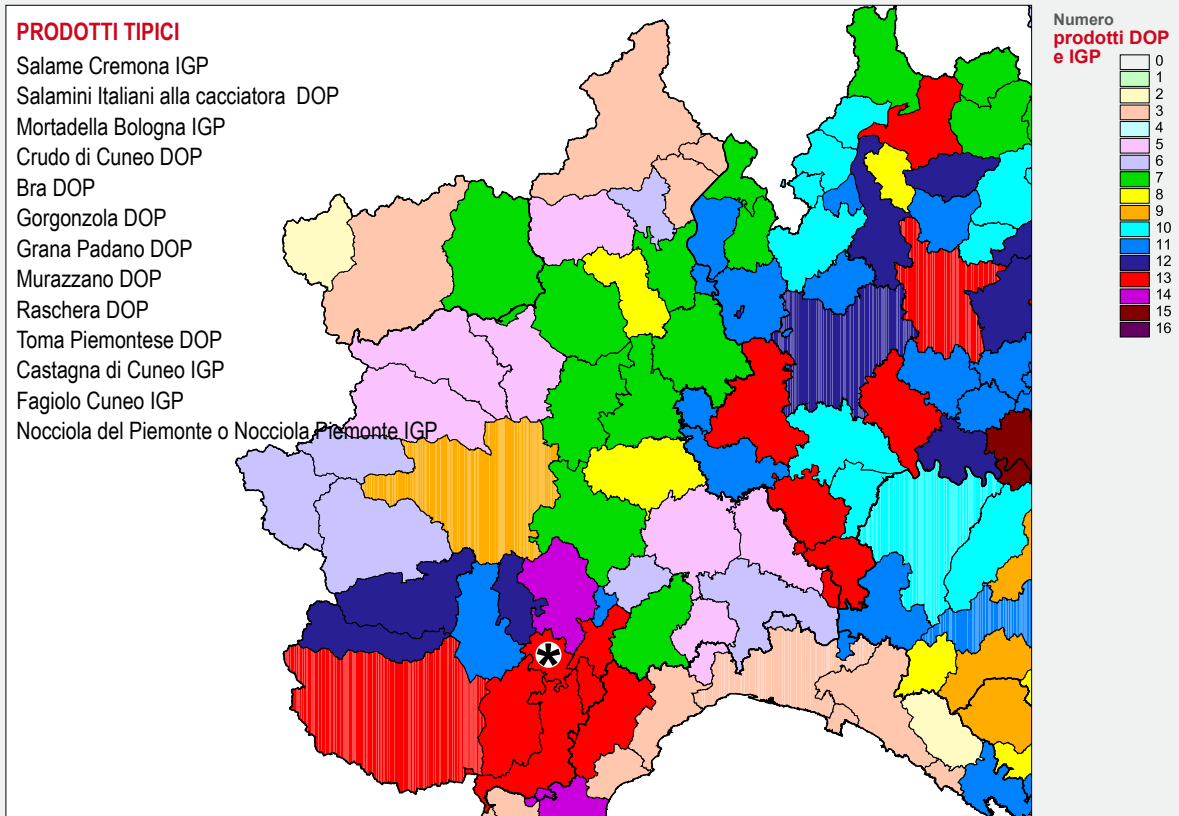 PRODOTTI TIPICI
Salame Cremona IGP
Salamini Italiani alla cacciatora DOP
Mortadella Bologna IGP
Crudo di Cuneo DOP
Bra DOP
Gorgonzola DOP
Grana Padano DOP
Murazzano DOP
Raschera DOP
Toma Piemontese DOP
Castagna di Cuneo IGP
Fagiolo Cuneo IGP
Nocciola del Piemonte o Nocciola Piemonte IGP
Numero
prodotti DOP
e IGP
0
1
2
3
4
5
6
7
8
9
10
11
12
13
14
15
16